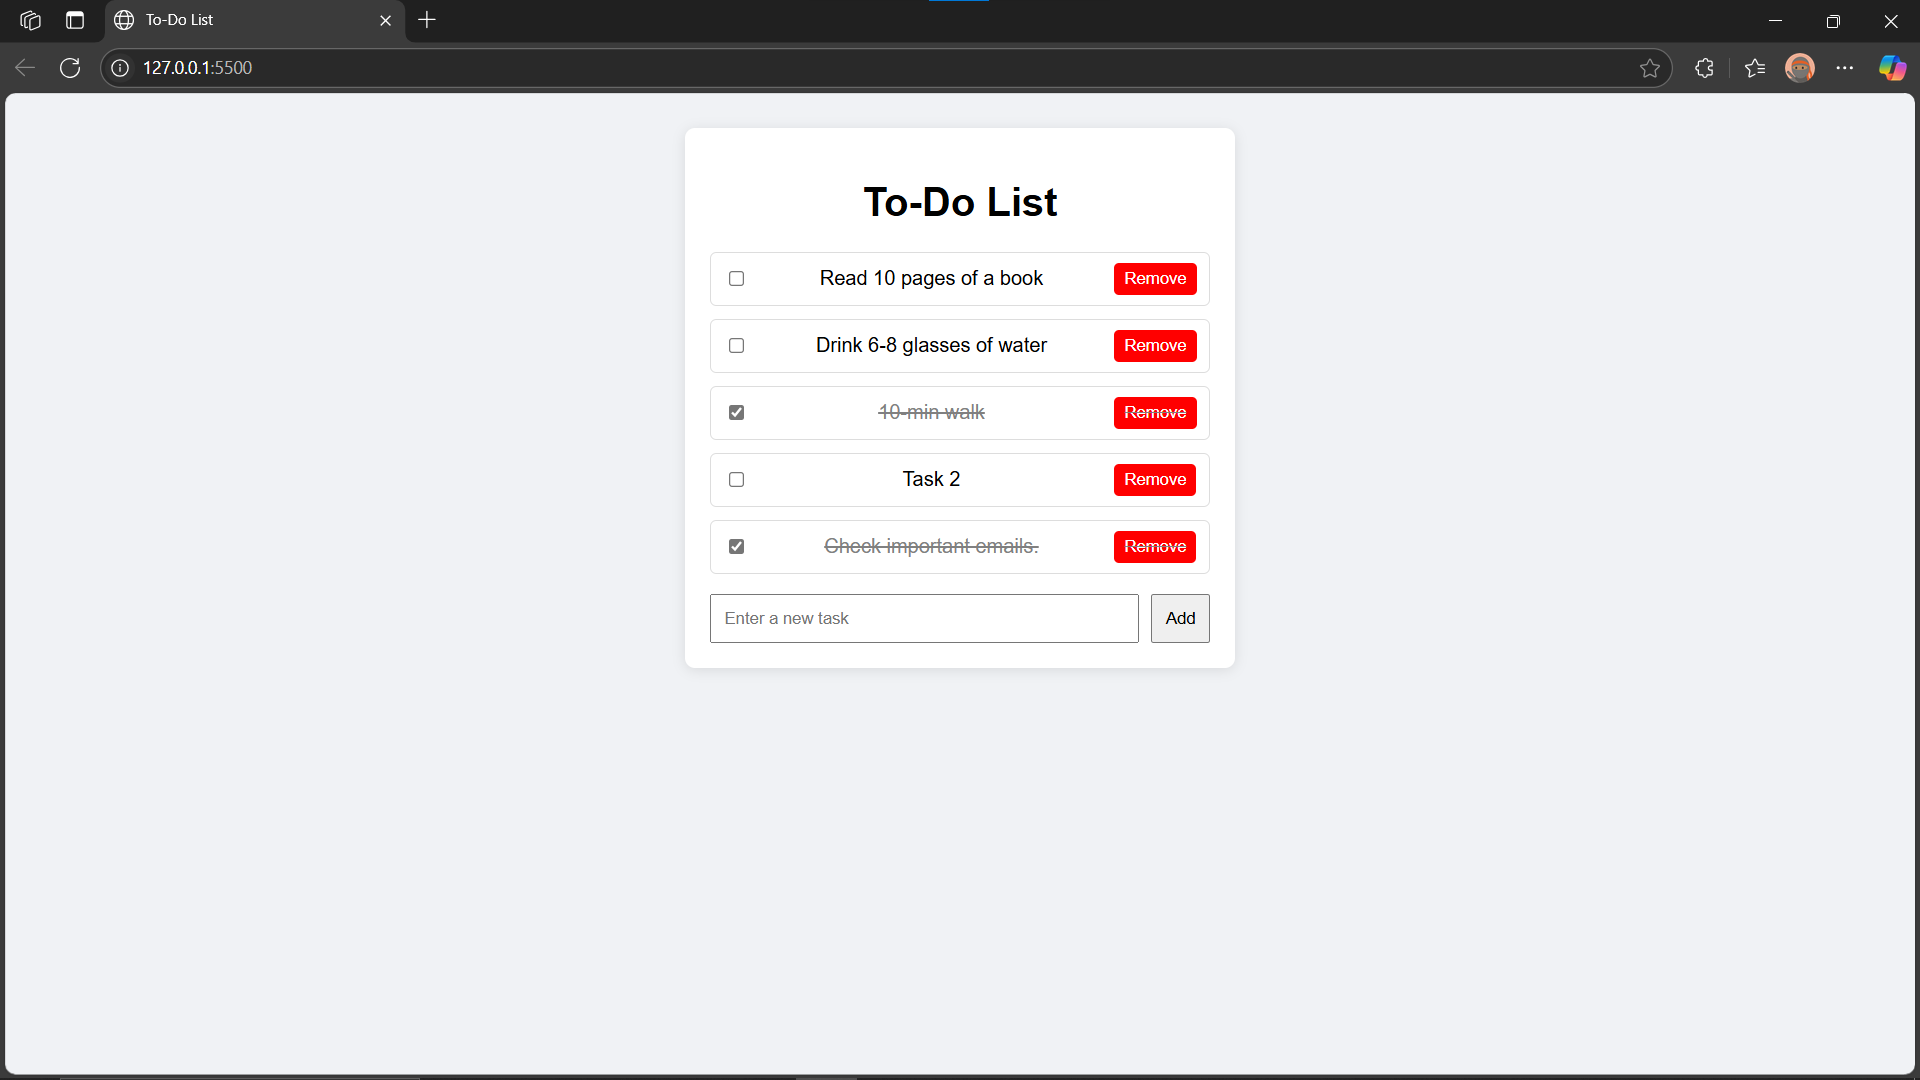 To-Do List
127.0.0.1:5500
To-Do List
Read 10 pages of a book Remove
Drink 6-8 glasses of water Remove
10-min walk Remove
Task 2 Remove
Check important emails. Remove
Enter a new task Add